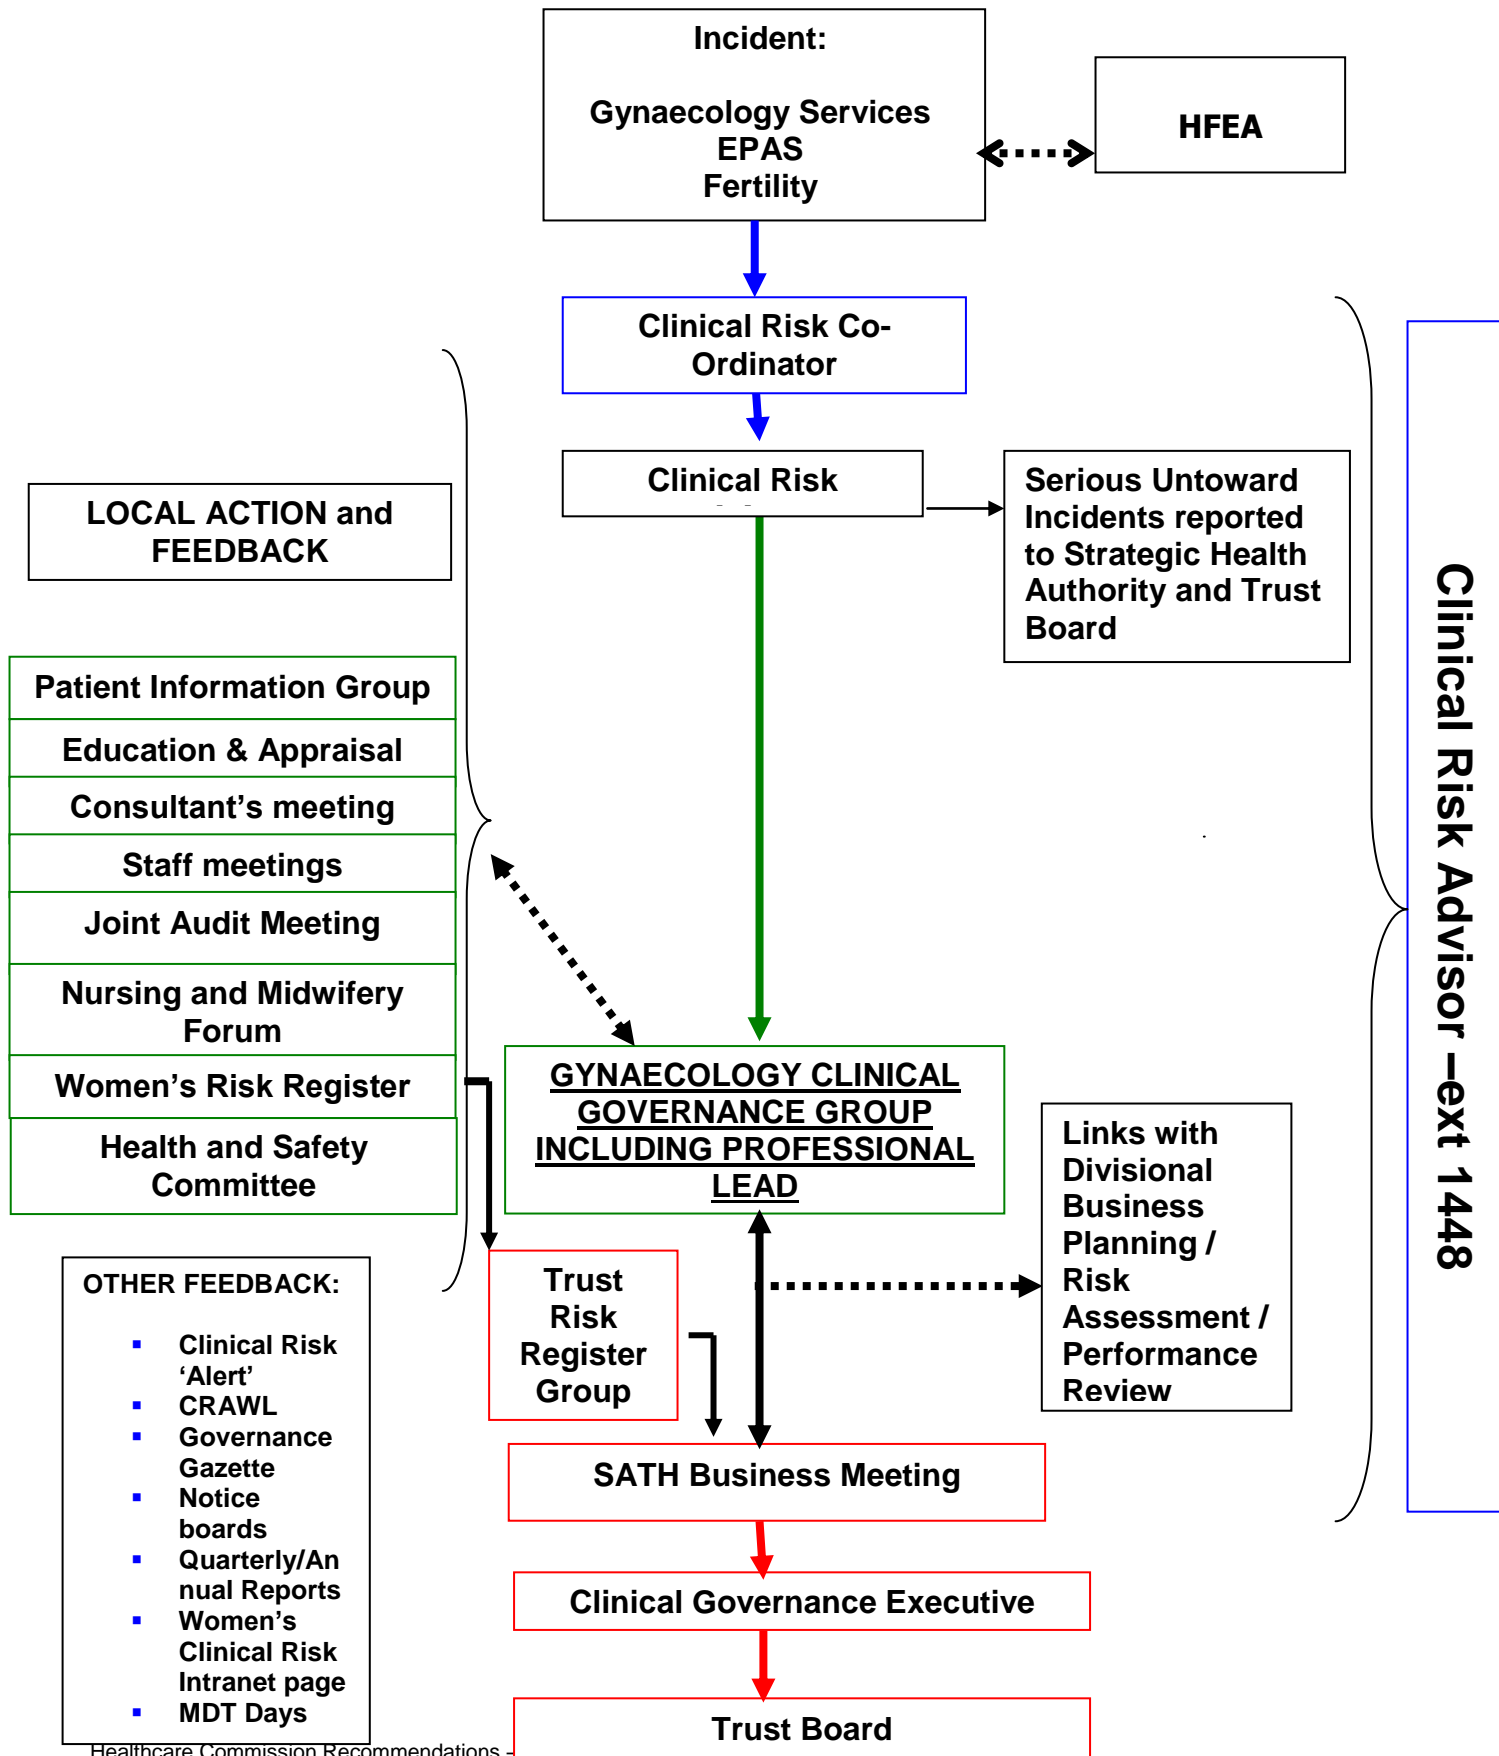 Incident:
Gynaecology Services
EPAS
Fertility
HFEA
Clinical Risk Co-
Ordinator
Clinical Risk
Serious Untoward
Incidents reported
to Strategic Health
Authority and Trust
Board
LOCAL ACTION and
FEEDBACK
Patient Information Group
Education & Appraisal
Consultant’s meeting
Staff meetings
Joint Audit Meeting
Nursing and Midwifery
Forum
Women’s Risk Register
Health and Safety
Committee
GYNAECOLOGY CLINICAL
GOVERNANCE GROUP
INCLUDING PROFESSIONAL
LEAD
Links with
Divisional
Business
Planning /
Risk
Assessment /
Performance
Review
Clinical Risk Advisor –ext 1448
OTHER FEEDBACK:
▪ Clinical Risk
‘Alert’
▪ CRAWL
▪ Governance
Gazette
▪ Notice
boards
▪ Quarterly/An
nual Reports
▪ Women’s
Clinical Risk
Intranet page
▪ MDT Days
Trust
Risk
Register
Group
SATH Business Meeting
Clinical Governance Executive
Trust Board
Healthcare Commission Recommendations –